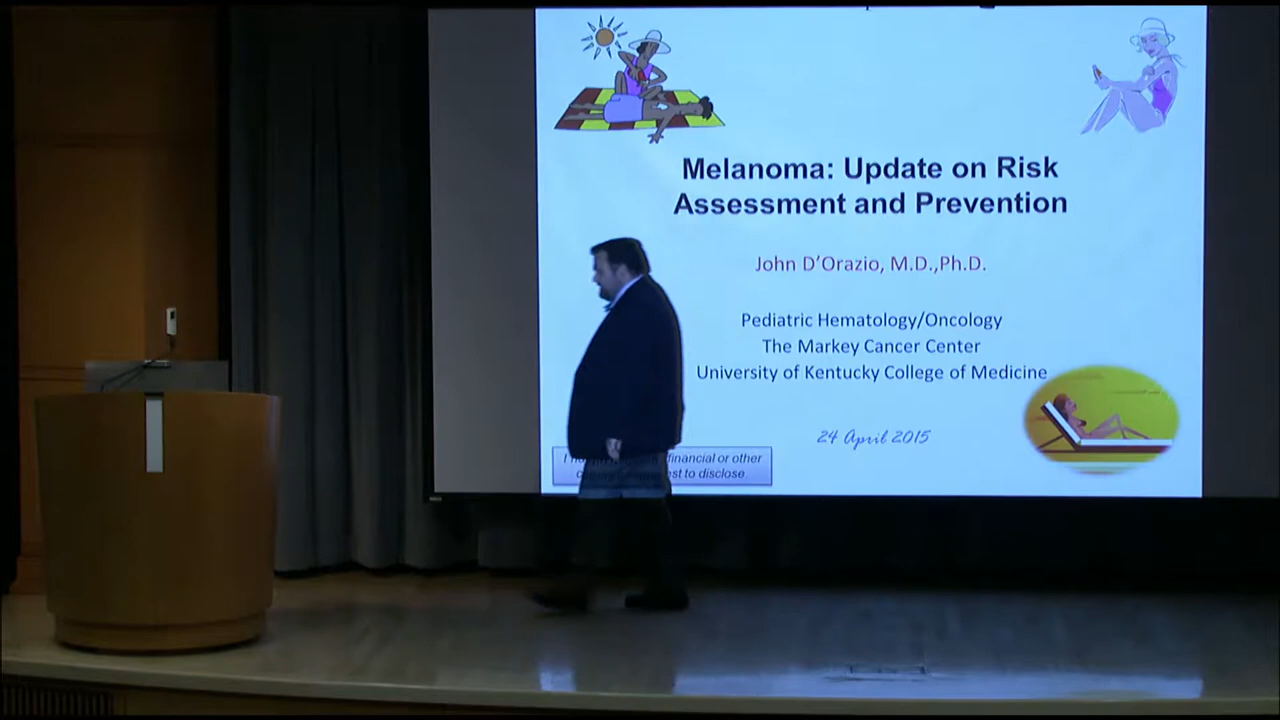 Melanoma: Update on Risk
Assessment and Prevention
John D'Orazio, M.D.,Ph.D.
Pediatric Hematology/Oncology
The Markey Cancer Center
University of Kentucky College of Medicine
24 April 2015
I financial or other
to disclose.